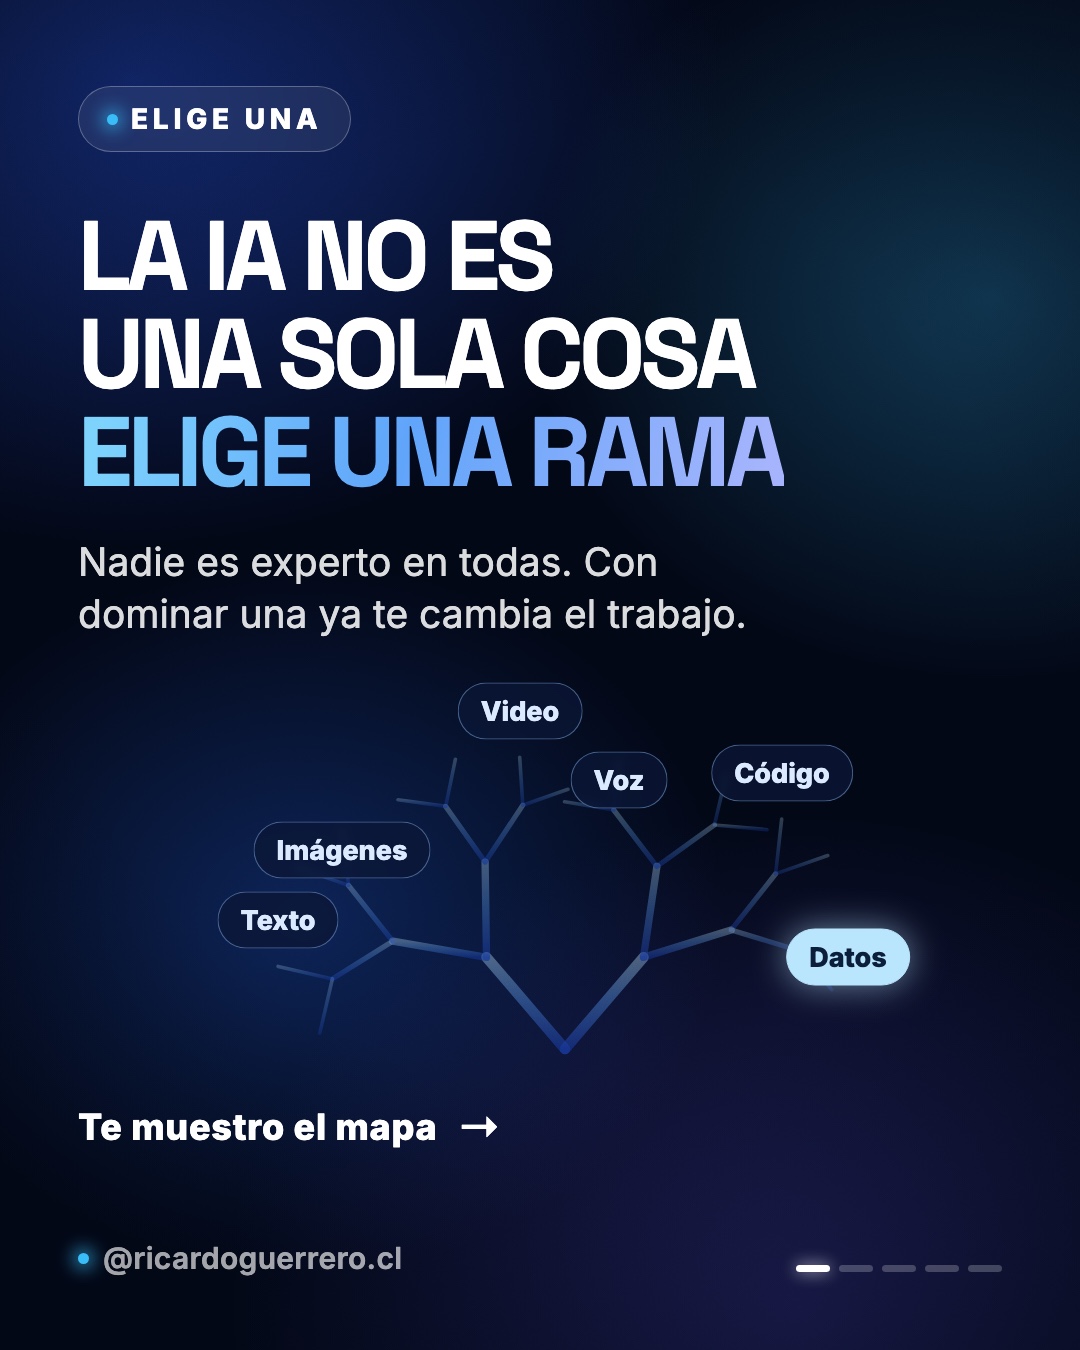 ELIGE UNA
LA IA NO ES
UNA SOLA COSA
ELIGE UNA RAMA
Nadie es experto en todas. Con
dominar una ya te cambia el trabajo.
Video
Voz
Código
Imágenes
Texto
Datos
Te muestro el mapa →
@ricardoguerrero.cl